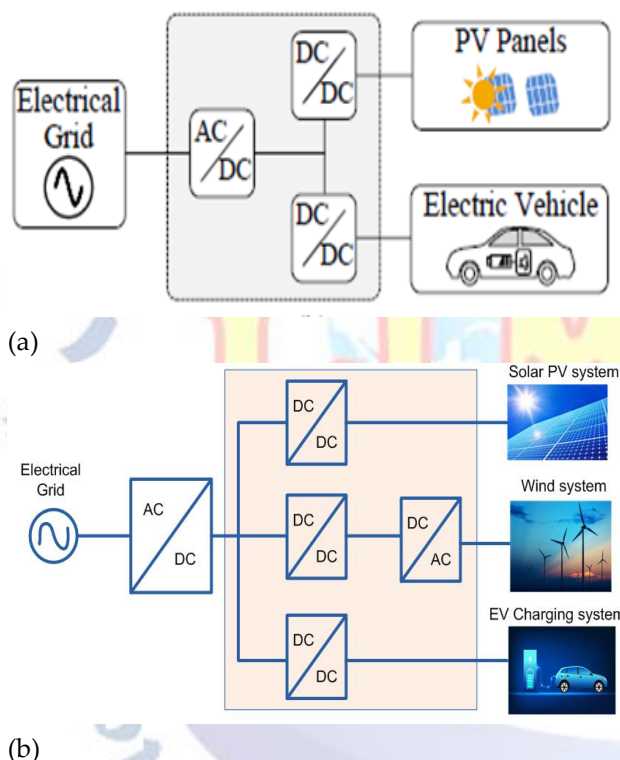 DC
DC
PV Panels
Electrical
Grid
AC
DC
DC
DC
Electric Vehicle
(a)
Solar PV system
DC
DC
Electrical
Grid
Wind system
AC
DC
DC
DC
DC
AC
EV Charging system
DC
DC
(b)